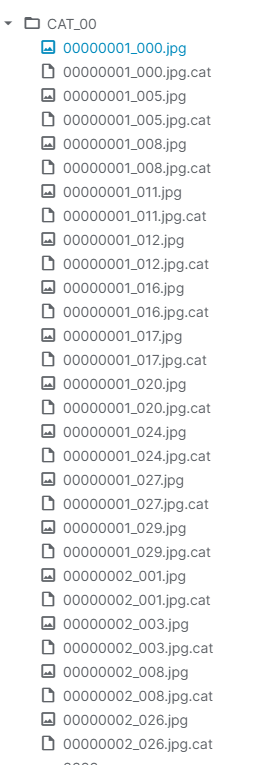 CAT_00
00000001_000.jpg
00000001_000.jpg.cat
00000001_005.jpg
00000001_005.jpg.cat
00000001_008.jpg
00000001_008.jpg.cat
00000001_011.jpg
00000001_011.jpg.cat
00000001_012.jpg
00000001_012.jpg.cat
00000001_016.jpg
00000001_016.jpg.cat
00000001_017.jpg
00000001_017.jpg.cat
00000001_020.jpg
00000001_020.jpg.cat
00000001_024.jpg
00000001_024.jpg.cat
00000001_027.jpg
00000001_027.jpg.cat
00000001_029.jpg
00000001_029.jpg.cat
00000002_001.jpg
00000002_001.jpg.cat
00000002_003.jpg
00000002_003.jpg.cat
00000002_008.jpg
00000002_008.jpg.cat
00000002_026.jpg
00000002_026.jpg.cat